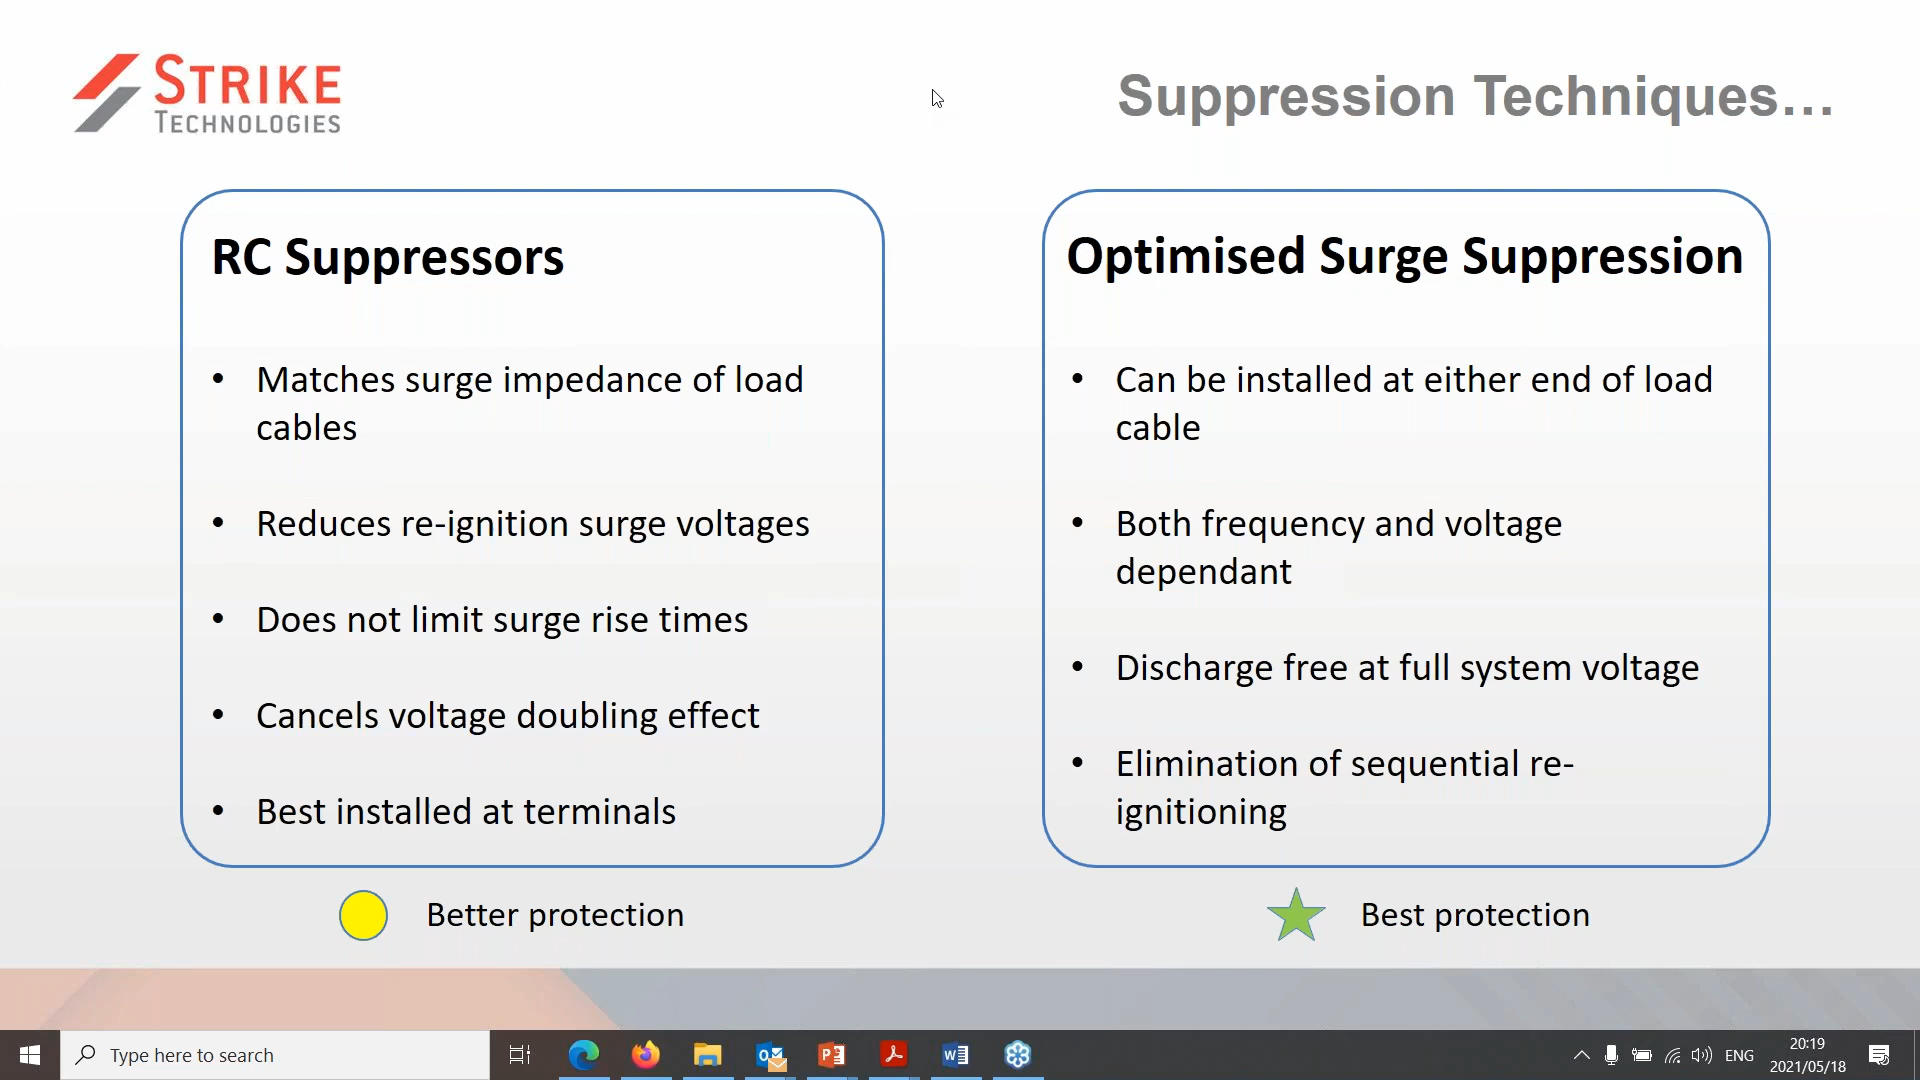 STRIKE
TECHNOLOGIES
Suppression Techniques…
RC Suppressors
• Matches surge impedance of load
cables
• Reduces re-ignition surge voltages
• Does not limit surge rise times
• Cancels voltage doubling effect
• Best installed at terminals
Better protection
Optimised Surge Suppression
• Can be installed at either end of load
cable
• Both frequency and voltage
dependant
• Discharge free at full system voltage
• Elimination of sequential re-
ignitioning
Best protection
Type here to search
ENG
20:19
2021/05/18